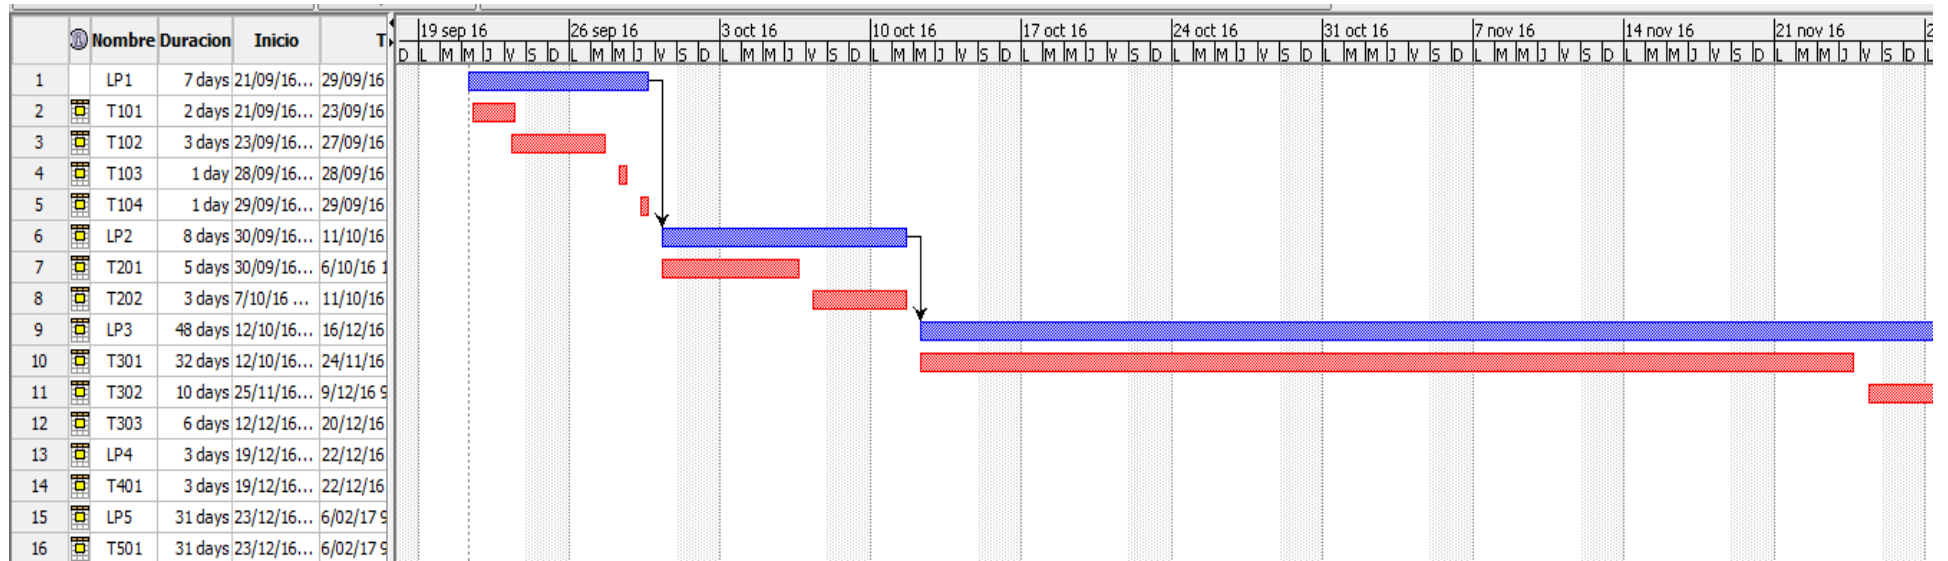 19 sep 16 26 sep 16 3 oct 16 10 oct 16 17 oct 16 24 oct 16 31 oct 16 7 nov 16 14 nov 16 21 nov 16 2
Nombre Duracion Inicio T
D L M M J V S D L M M J V S D L M M J V S D L M M J V S D L M M J V S D L M M J V S D L M M J V S D L M M J V S D L M M J V S D L M M J V S D L
1 LP1 7 days 21/09/16... 29/09/16
2 T101 2 days 21/09/16... 23/09/16
3 T102 3 days 23/09/16... 27/09/16
4 T103 1 day 28/09/16... 28/09/16
5 T104 1 day 29/09/16... 29/09/16
6 LP2 8 days 30/09/16... 11/10/16
7 T201 5 days 30/09/16... 6/10/16 1
8 T202 3 days 7/10/16 ... 11/10/16
9 LP3 48 days 12/10/16... 16/12/16
10 T301 32 days 12/10/16... 24/11/16
11 T302 10 days 25/11/16... 9/12/16 9
12 T303 6 days 12/12/16... 20/12/16
13 LP4 3 days 19/12/16... 22/12/16
14 T401 3 days 19/12/16... 22/12/16
15 LP5 31 days 23/12/16... 6/02/17 9
16 T501 31 days 23/12/16... 6/02/17 9